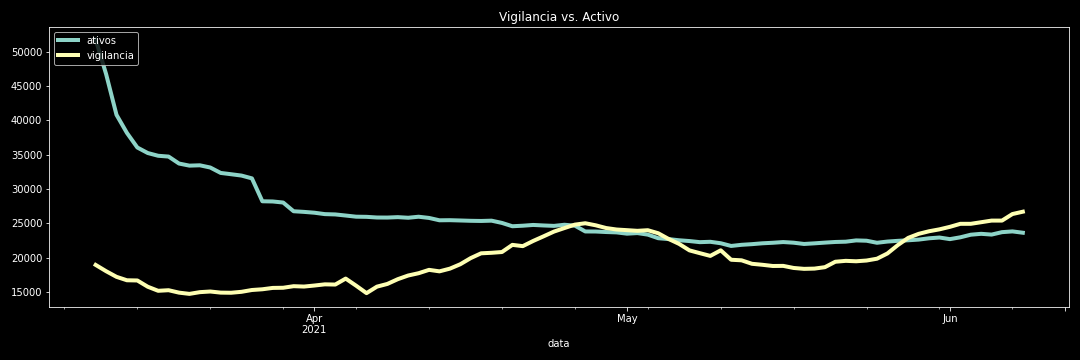 Vigilancia vs. Activo
ativos
vigilancia
50000
45000
40000
35000
30000
25000
20000
15000
Apr
2021
May
Jun
data